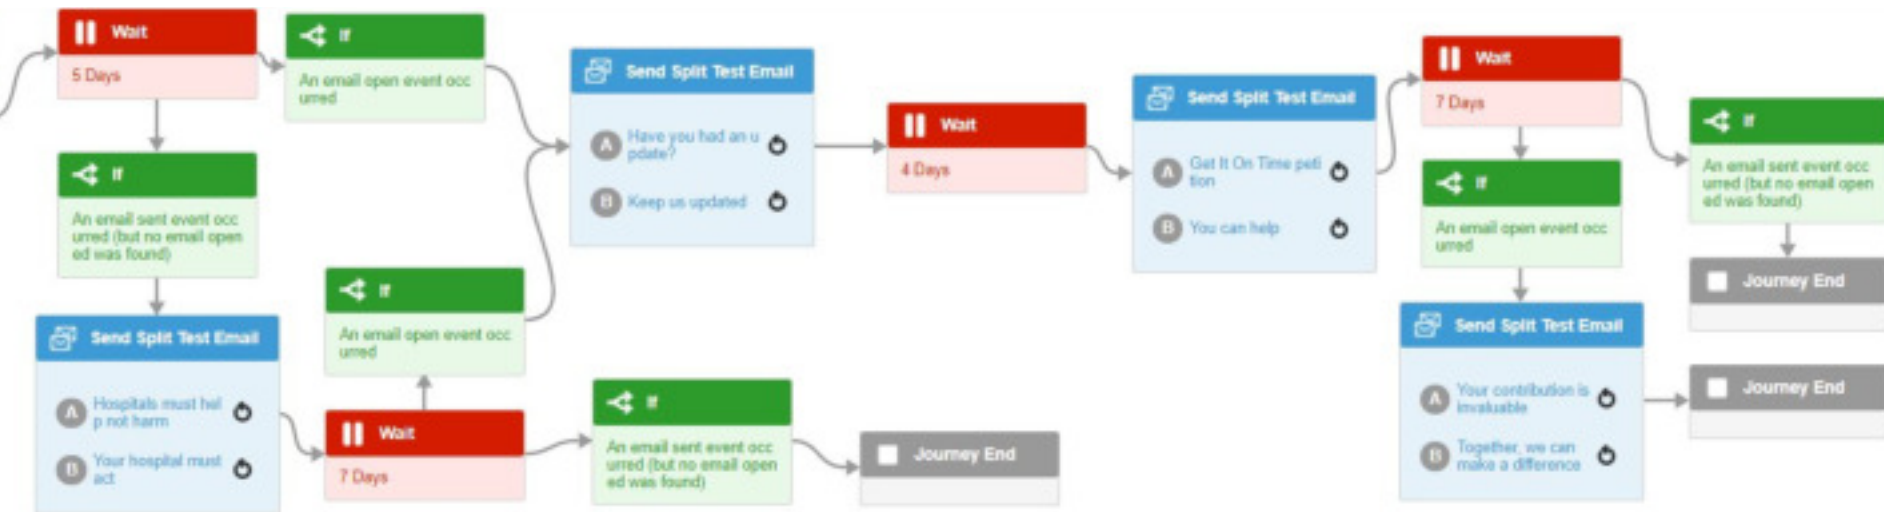 Wait
5 Days
If
An email open event occ
urred
If
An email sent event occ
urred (but no email open
ed was found)
Send Split Test Email
A
Hospitals must hel
p not harm
B
Your hospital must
act
Wait
7 Days
If
An email open event occ
urred
If
An email sent event occ
urred (but no email open
ed was found)
Journey End
Send Split Test Email
A
Have you had an u
pdate?
B
Keep us updated
Wait
4 Days
Send Split Test Email
A
Get It On Time peti
tion
B
You can help
Wait
7 Days
If
An email sent event occ
urred (but no email open
ed was found)
Journey End
If
An email open event occ
urred
Send Split Test Email
A
Your contribution is
invaluable
B
Together, we can
make a difference
Journey End